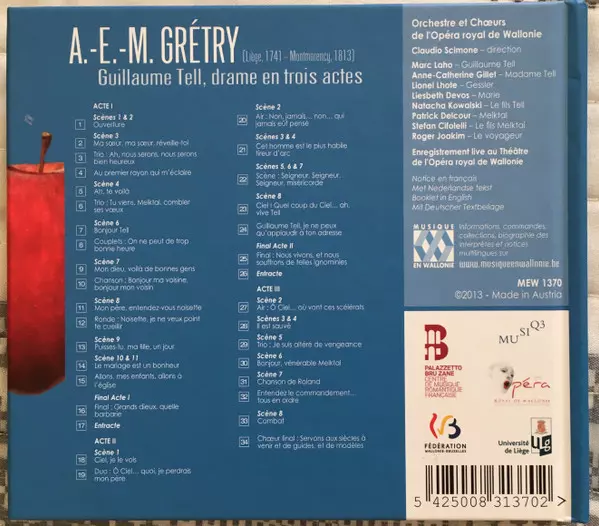 A.-E.-M. GRÉTRY (Liège, 1741 – Montmorency, 1813)
Guillaume Tell, drame en trois actes
ACTE I
Scènes 1 & 2
1 Ouverture
Scène 3
2 Ma sœur, ma sœur, réveille-toi
3 Trio : Ah, nous serons, nous serons
bien heureux
4 Au premier rayon qui m'éclaire
Scène 4
5 Ah, te voilà
6 Trio : Tu viens, Melktal, combler
ses vœux
Scène 6
7 Bonjour Tell
8 Couplets : On ne peut de trop
bonne heure
Scène 7
9 Mon dieu, voilà de bonnes gens
10 Chanson : Bonjour ma voisine,
bonjour mon voisin
Scène 8
11 Mon père, entendez-vous noisette
12 Ronde : Noisette, je ne veux point
te cueillir
Scène 9
13 Puisses-tu, ma fille, un jour
Scène 10 & 11
14 Le mariage est un bonheur
15 Allons, mes enfants, allons à
l'église
Final Acte I
16 Final : Grands dieux, quelle
barbarie
17 Entracte
ACTE II
Scène 1
18 Ciel, je le vois
19 Duo : Ô Ciel... quoi, je perdrais
mon père
Scène 2
20 Air : Non, jamais... non... qui
jamais eut pensé
Scènes 3 & 4
21 Cet homme est le plus habile
tireur d'arc
Scènes 5, 6 & 7
22 Scène : Seigneur, Seigneur,
Seigneur, miséricorde
23 Ciel ! Quel coup du Ciel... ah,
vive Tell
Scène 8
24 Guillaume Tell, je ne peux
qu'applaudir à ton adresse
Final Acte II
25 Final : Nous vivons, et nous
souffrons de telles ignominies
26 Entracte
ACTE III
Scène 2
27 Air : Ô Ciel... où vont ces scélérats
Scènes 3 & 4
28 Il est sauvé
Scène 5
29 Trio : Je suis altéré de vengeance
Scène 6
30 Bonjour, vénérable Melktal
Scène 7
31 Chanson de Roland
32 Entendez le commandement...
tous en ordre
Scène 8
33 Combat
34 Chœur final : Servons aux siècles à
venir et de guides, et de modèles
Orchestre et Chœurs
de l'Opéra royal de Wallonie
Claudio Scimone – direction
Marc Laho – Guillaume Tell
Anne-Catherine Gillet – Madame Tell
Lionel Lhote – Gessler
Liesbeth Devos – Marie
Natacha Kowalski – Le fils Tell
Patrick Delcour – Melktal
Stefan Cifolelli – Le fils Melktal
Roger Joakim – Le voyageur
Enregistrement live au Théâtre
de l'Opéra royal de Wallonie
Notice en français
Met Nederlandse tekst
Booklet in English
Mit Deutscher Textbeilage
MUSIQUE
EN WALLONIE
Informations, commandes,
collections, biographie des
interprètes et notices
multilingues sur
www.musiqueenwallonie.be
MEW 1370
©2013 - Made in Austria
PALAZZETTO
BRU ZANE
CENTRE
DE MUSIQUE
ROMANTIQUE
FRANÇAISE
MUSIQ3
Opéra
ROYAL DE WALLONIE
FÉDÉRATION
WALLONIE-BRUXELLES
Université
de Liège
5 425008 313702 >